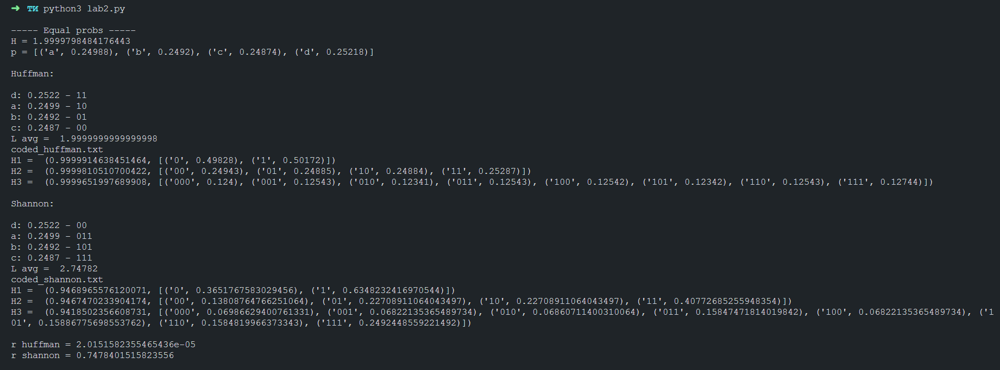 ➜ ТИ python3 lab2.py
----- Equal probs -----
H = 1.9999798484176443
p = [('a', 0.24988), ('b', 0.2492), ('c', 0.24874), ('d', 0.25218)]
Huffman:
d: 0.2522 - 11
a: 0.2499 - 10
b: 0.2492 - 01
c: 0.2487 - 00
L avg =  1.9999999999999998
coded_huffman.txt
H1 =  (0.9999914638451464, [('0', 0.49828), ('1', 0.50172)])
H2 =  (0.9999810510700422, [('00', 0.24943), ('01', 0.24885), ('10', 0.24884), ('11', 0.25287)])
H3 =  (0.9999651997689908, [('000', 0.124), ('001', 0.12543), ('010', 0.12341), ('011', 0.12543), ('100', 0.12542), ('101', 0.12342), ('110', 0.12543), ('111', 0.12744)])
Shannon:
d: 0.2522 - 00
a: 0.2499 - 011
b: 0.2492 - 101
c: 0.2487 - 111
L avg =  2.74782
coded_shannon.txt
H1 =  (0.9468965576120071, [('0', 0.3651767583029456), ('1', 0.6348232416970544)])
H2 =  (0.9467470233904174, [('00', 0.13808764766251064), ('01', 0.22708911064043497), ('10', 0.22708911064043497), ('11', 0.40772685255948354)])
H3 =  (0.9418502356608731, [('000', 0.06986629400761331), ('001', 0.06822135365489734), ('010', 0.06860711400310064), ('011', 0.15847471814019842), ('100', 0.06822135365489734), ('1
01', 0.15886775698553762), ('110', 0.1584819966373343), ('111', 0.2492448559221492)])
r huffman = 2.0151582355465436e-05
r shannon = 0.7478401515823556